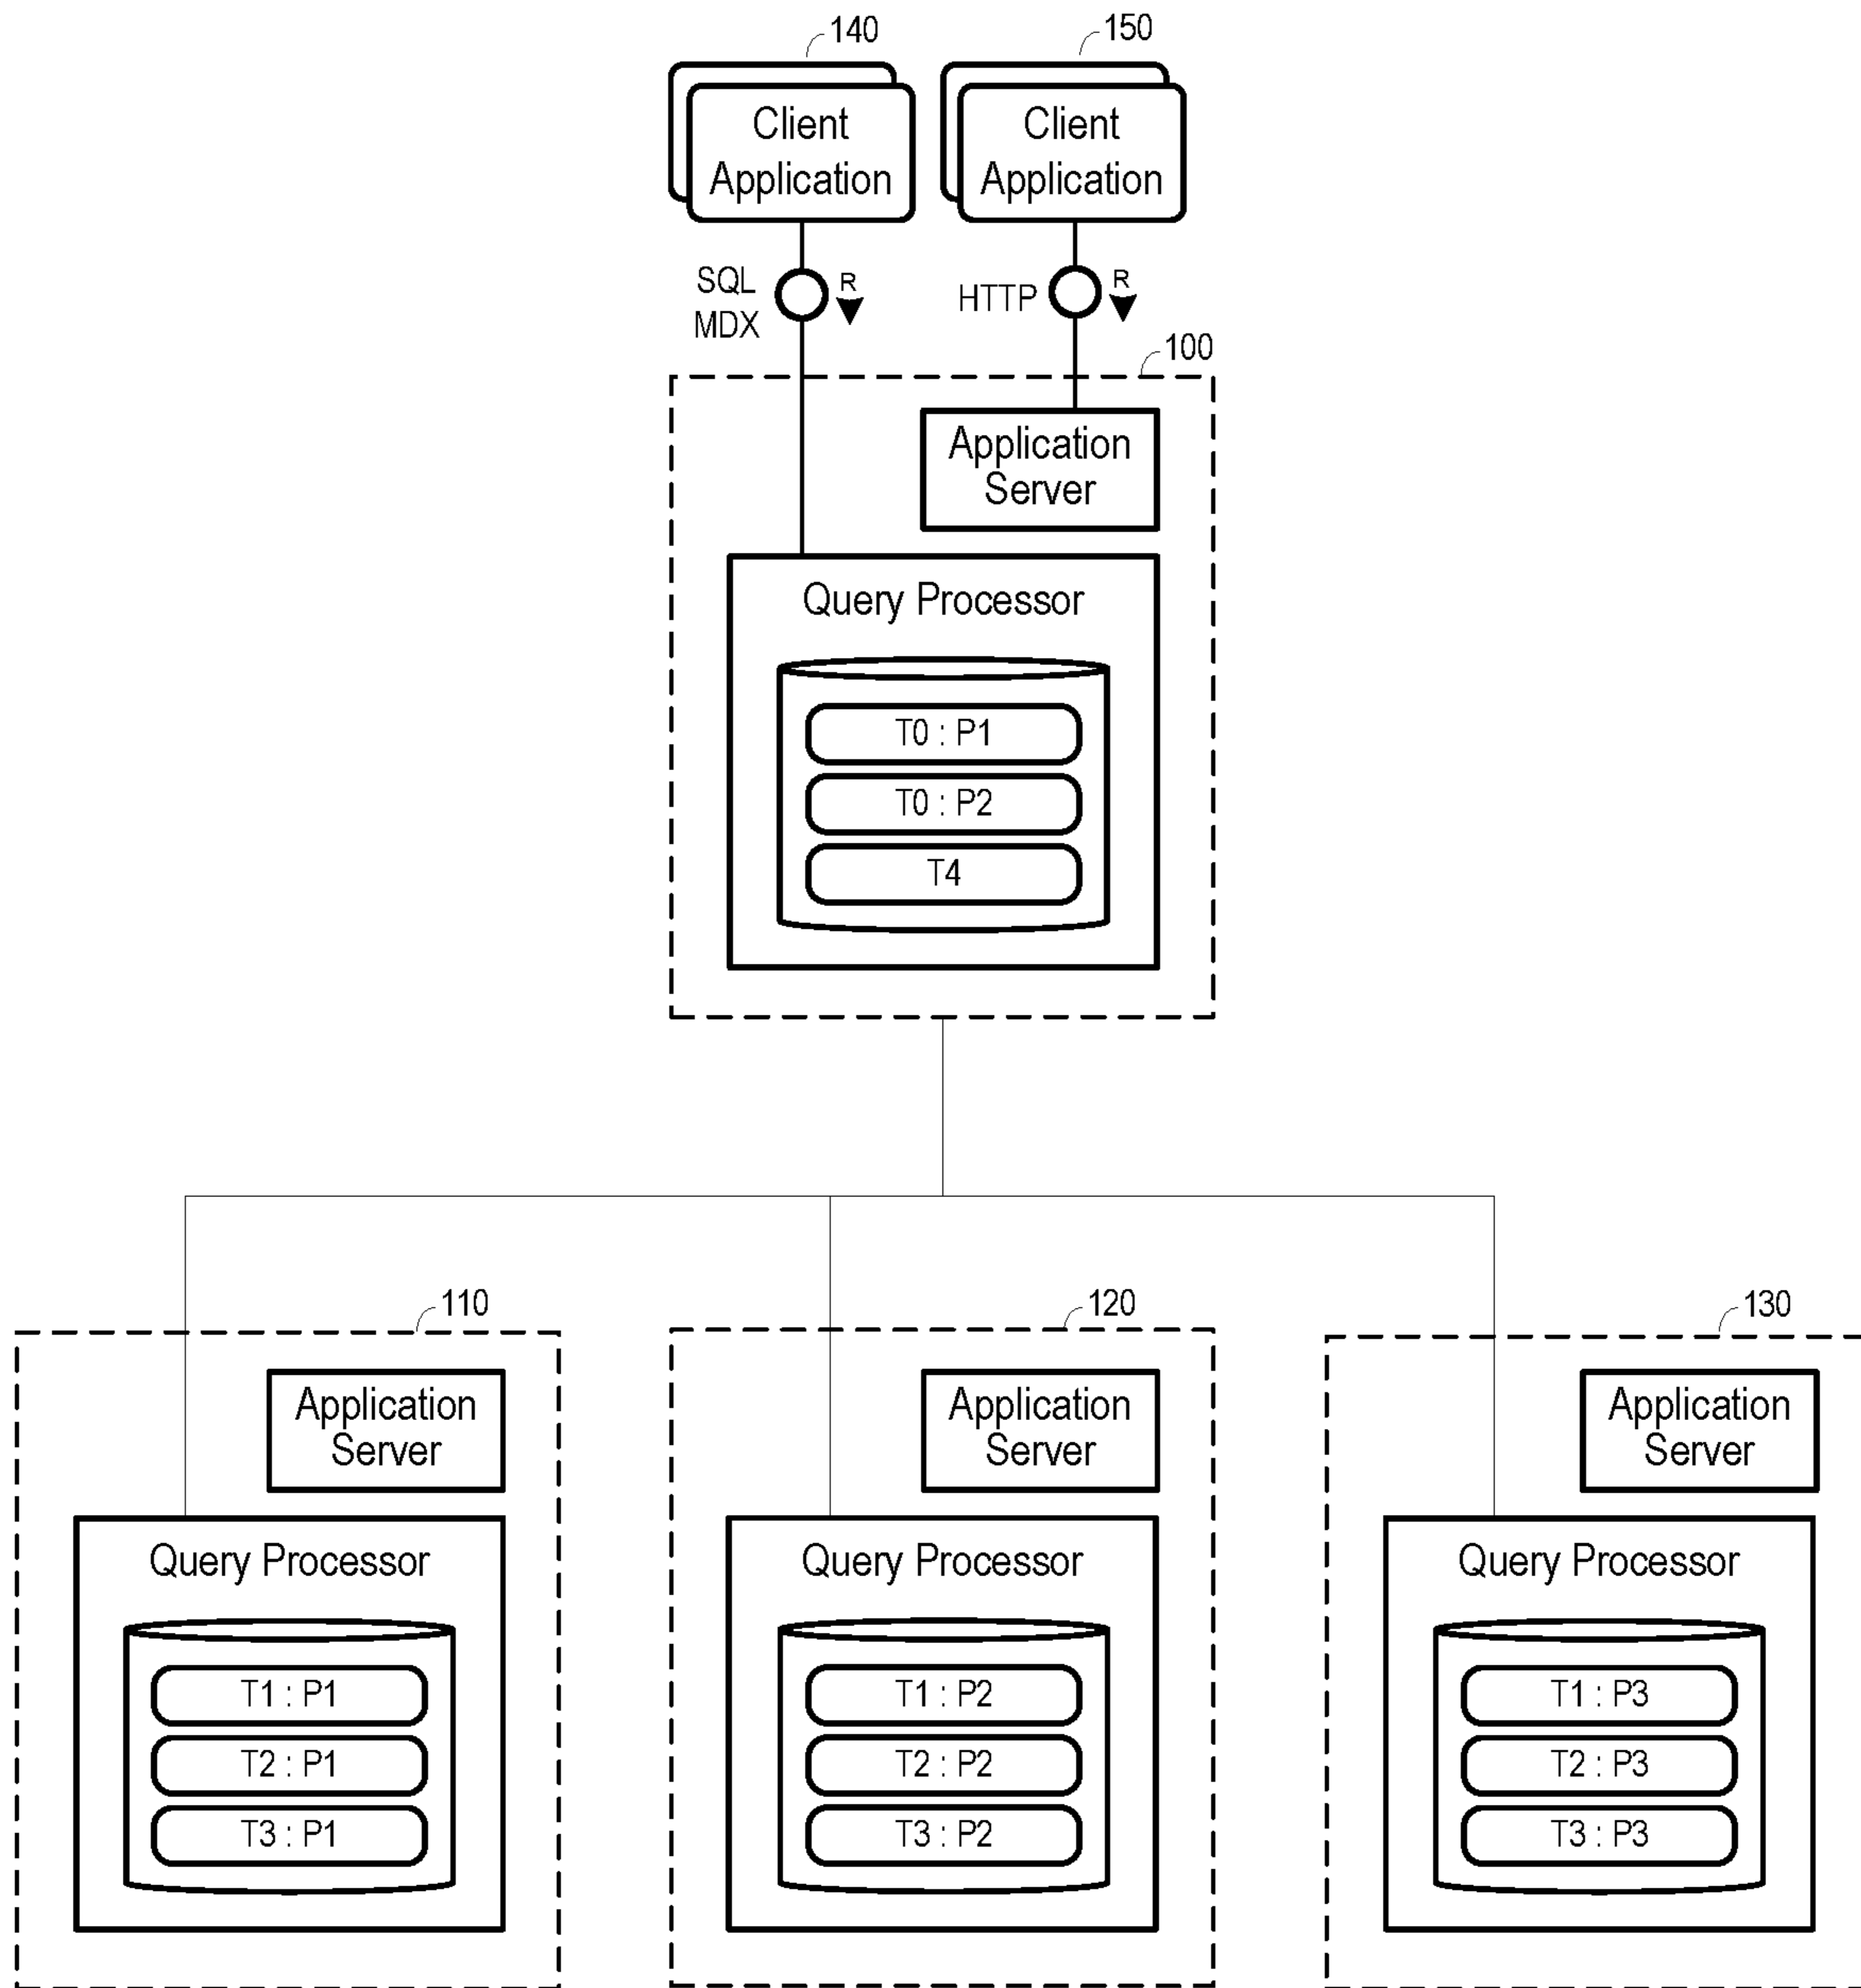 140
150
Client
Application
Client
Application
SQL
MDX
R
HTTP
R
100
Application
Server
Query Processor
T0 : P1
T0 : P2
T4
110
120
130
Application
Server
Query Processor
T1 : P1
T2 : P1
T3 : P1
Application
Server
Query Processor
T1 : P2
T2 : P2
T3 : P2
Application
Server
Query Processor
T1 : P3
T2 : P3
T3 : P3